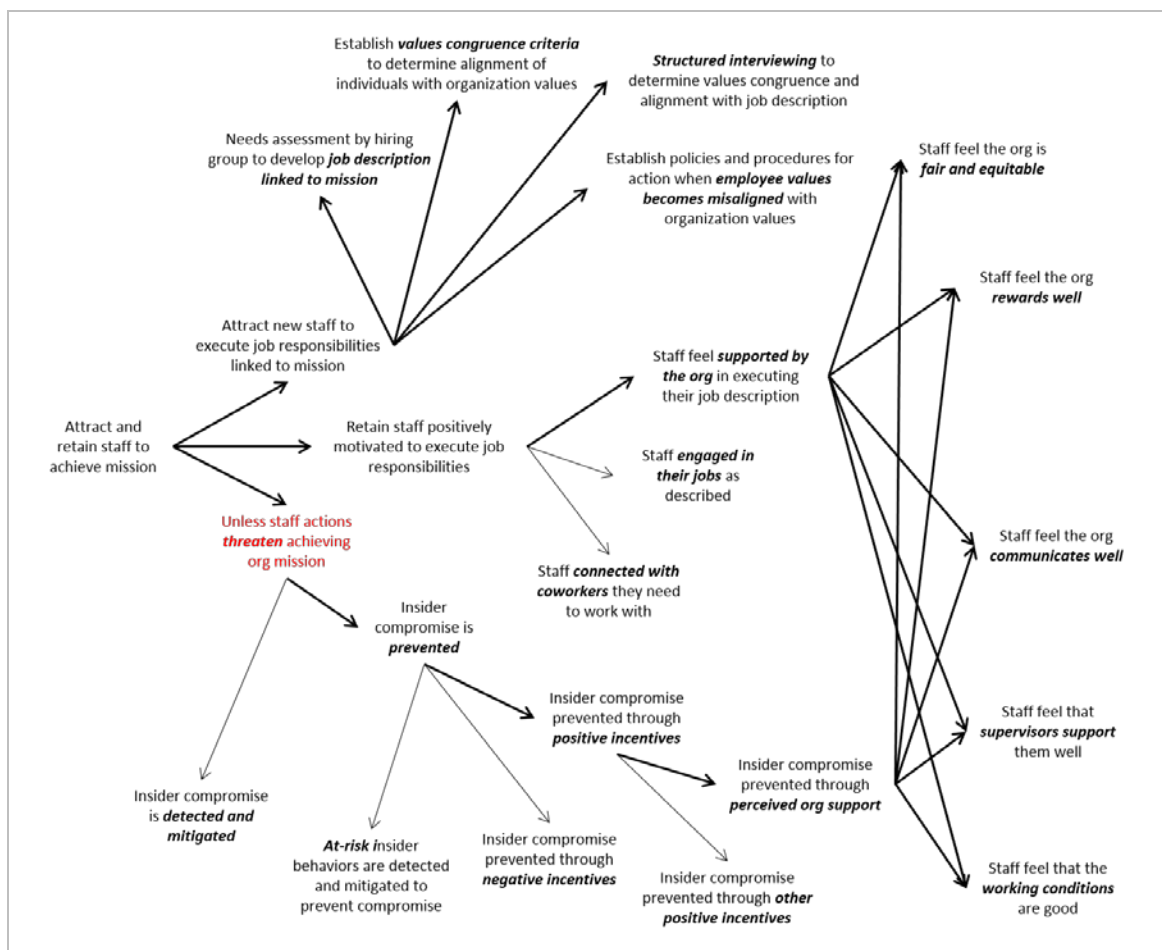 Establish values congruence criteria
to determine alignment of
individuals with organization values
Structured interviewing to
determine values congruence and
alignment with job description
Needs assessment by hiring
group to develop job description
linked to mission
Establish policies and procedures for
action when employee values
becomes misaligned with
organization values
Staff feel the org is
fair and equitable
Staff feel the org
rewards well
Attract new staff to
execute job responsibilities
linked to mission
Staff feel supported by
the org in executing
their job description
Attract and
retain staff to
achieve mission
Retain staff positively
motivated to execute job
responsibilities
Staff engaged in
their jobs as
described
Unless staff actions
threaten achieving
org mission
Staff feel the org
communicates well
Staff connected with
coworkers they need
to work with
Insider
compromise is
prevented
Insider compromise
prevented through
positive incentives
Staff feel that
supervisors support
them well
Insider compromise
prevented through
perceived org support
Insider compromise
is detected and
mitigated
At-risk insider
behaviors are detected
and mitigated to
prevent compromise
Insider compromise
prevented through
negative incentives
Insider compromise
prevented through other
positive incentives
Staff feel that the
working conditions
are good